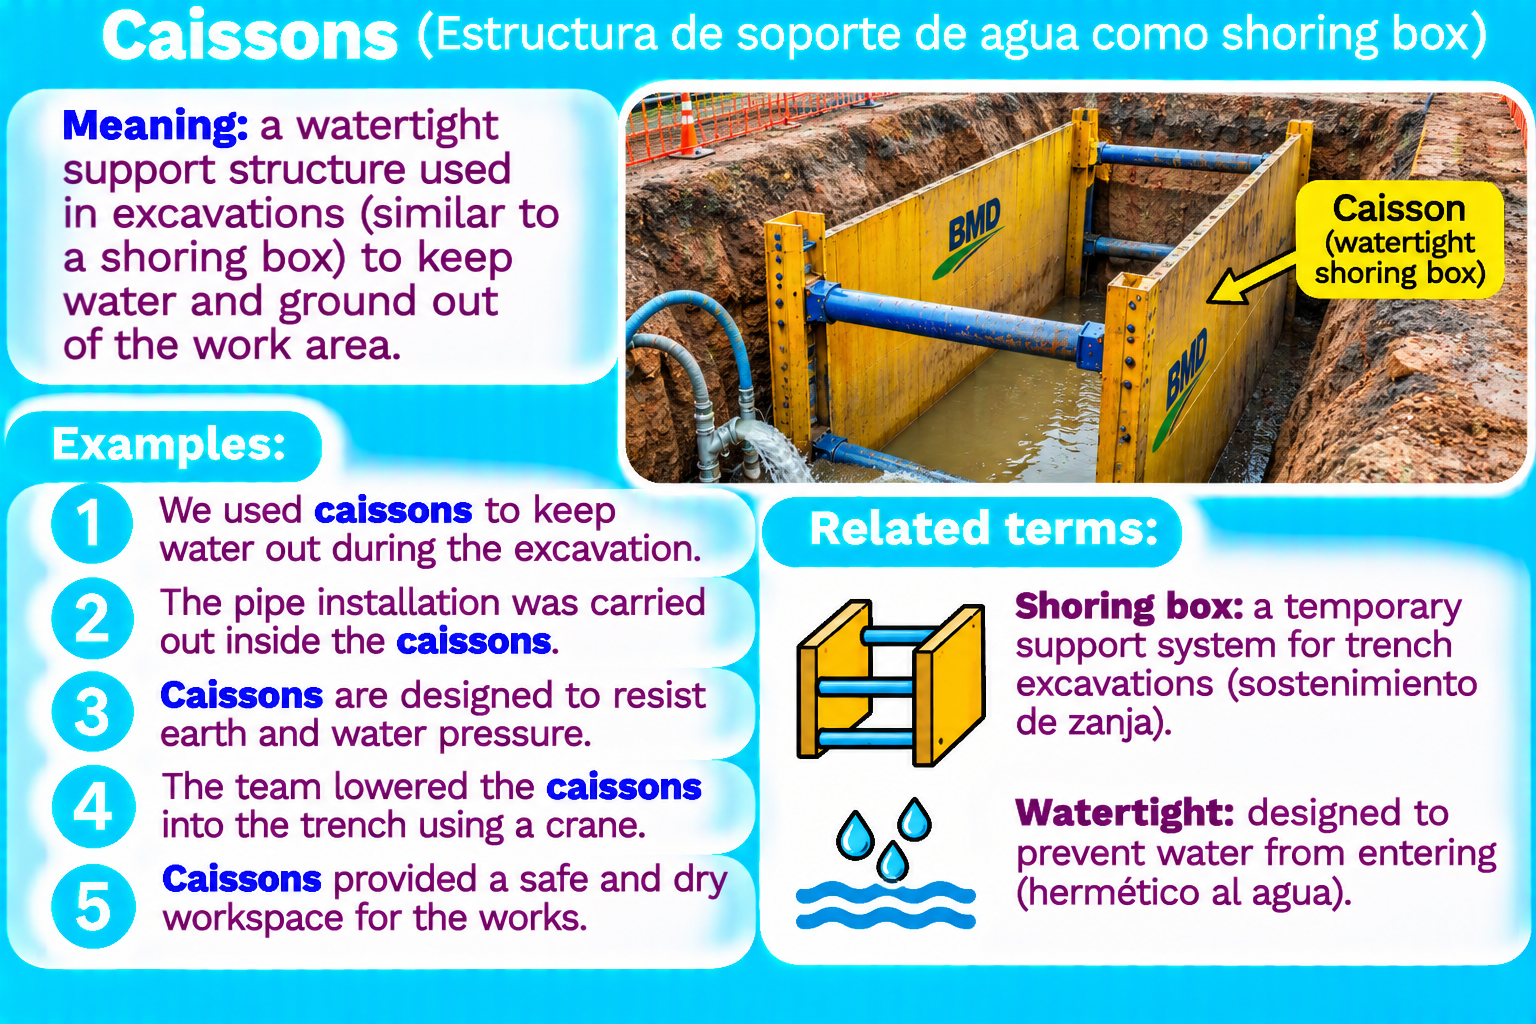 Caissons (Estructura de soporte de agua como shoring box)
Meaning: a watertight
support structure used
in excavations (similar to
a shoring box) to keep
water and ground out
of the work area.
BMD
BMD
Caisson
(watertight
shoring box)
Examples:
1 We used caissons to keep
water out during the excavation.
2 The pipe installation was carried
out inside the caissons.
3 Caissons are designed to resist
earth and water pressure.
4 The team lowered the caissons
into the trench using a crane.
5 Caissons provided a safe and dry
workspace for the works.
Related terms:
Shoring box: a temporary
support system for trench
excavations (sostenimiento
de zanja).
Watertight: designed to
prevent water from entering
(hermético al agua).